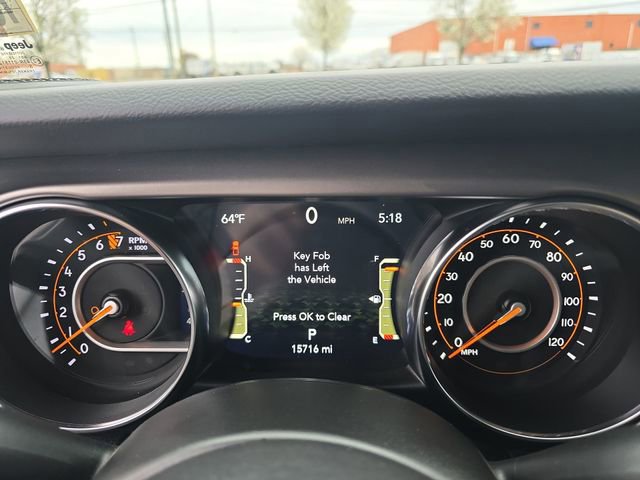 Jeep
64°F 0 MPH 5:18
Key Fob
has Left
the Vehicle
Press OK to Clear
P
15716 mi
H
C
F
E
RPM
x 1000
0
1
2
3
4
5
6
7
0
10
20
30
40
50
60
70
80
90
100
110
120
MPH